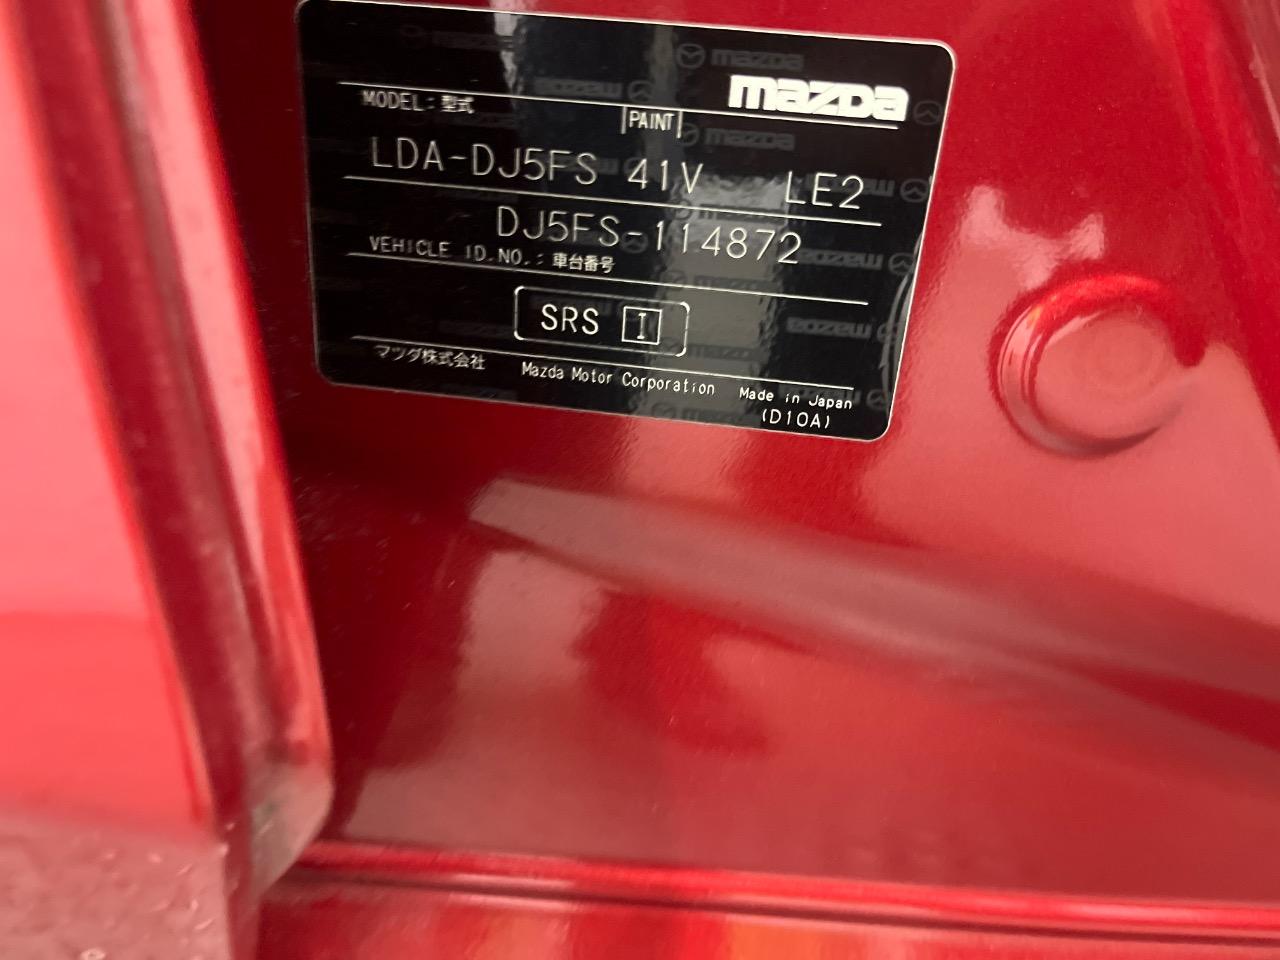 mazDa
MODEL: 型式
PAINT
LDA-DJ5FS 41V LE2
DJ5FS-114872
VEHICLE ID.NO.: 車台番号
SRS I
マツダ株式会社 Mazda Motor Corporation Made in Japan
(D10A)